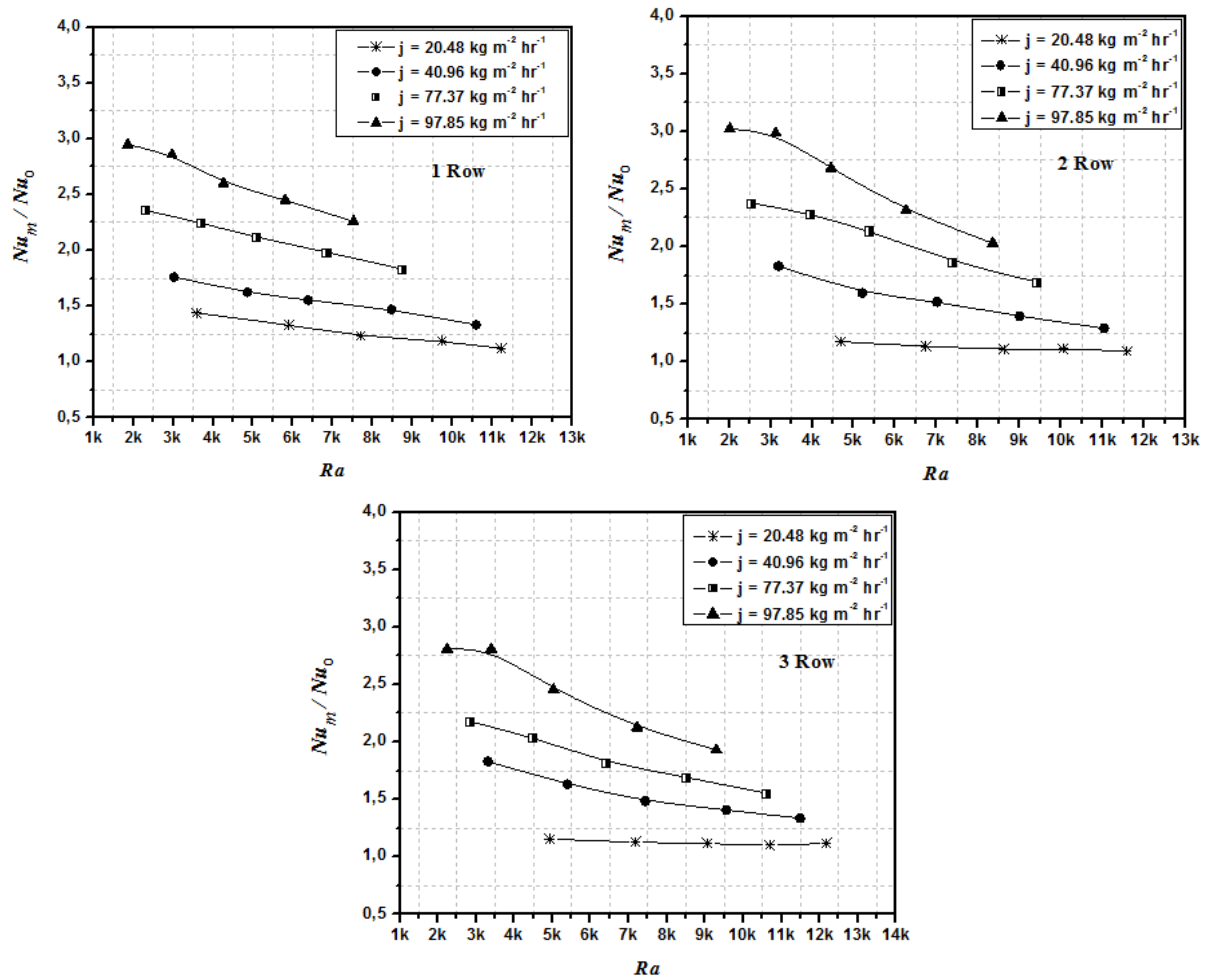 4,0
3,5
3,0
2,5
2,0
1,5
1,0
0,5
Nu_m / Nu_0
j = 20.48 kg m⁻² hr⁻¹
j = 40.96 kg m⁻² hr⁻¹
j = 77.37 kg m⁻² hr⁻¹
j = 97.85 kg m⁻² hr⁻¹
1 Row
1k 2k 3k 4k 5k 6k 7k 8k 9k 10k 11k 12k 13k
Ra
4,0
3,5
3,0
2,5
2,0
1,5
1,0
0,5
Nu_m / Nu_0
j = 20.48 kg m⁻² hr⁻¹
j = 40.96 kg m⁻² hr⁻¹
j = 77.37 kg m⁻² hr⁻¹
j = 97.85 kg m⁻² hr⁻¹
2 Row
1k 2k 3k 4k 5k 6k 7k 8k 9k 10k 11k 12k 13k
Ra
4,0
3,5
3,0
2,5
2,0
1,5
1,0
0,5
Nu_m / Nu_0
j = 20.48 kg m⁻² hr⁻¹
j = 40.96 kg m⁻² hr⁻¹
j = 77.37 kg m⁻² hr⁻¹
j = 97.85 kg m⁻² hr⁻¹
3 Row
1k 2k 3k 4k 5k 6k 7k 8k 9k 10k 11k 12k 13k 14k
Ra